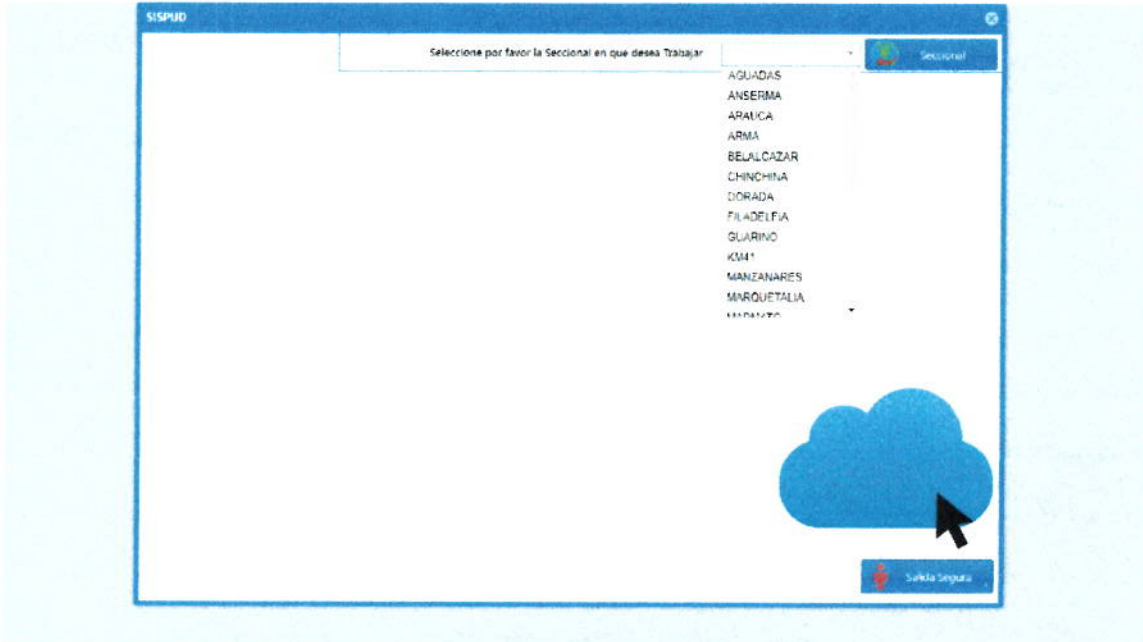 SISPUD
Seleccione por favor la Seccional en que desea Trabajar
Seccional
AGUADAS
ANSERMA
ARAUCA
ARMA
BELALCAZAR
CHINCHINA
DORADA
FILADELFIA
GUARINO
KM41
MANZANARES
MARQUETALIA
Salida Segura